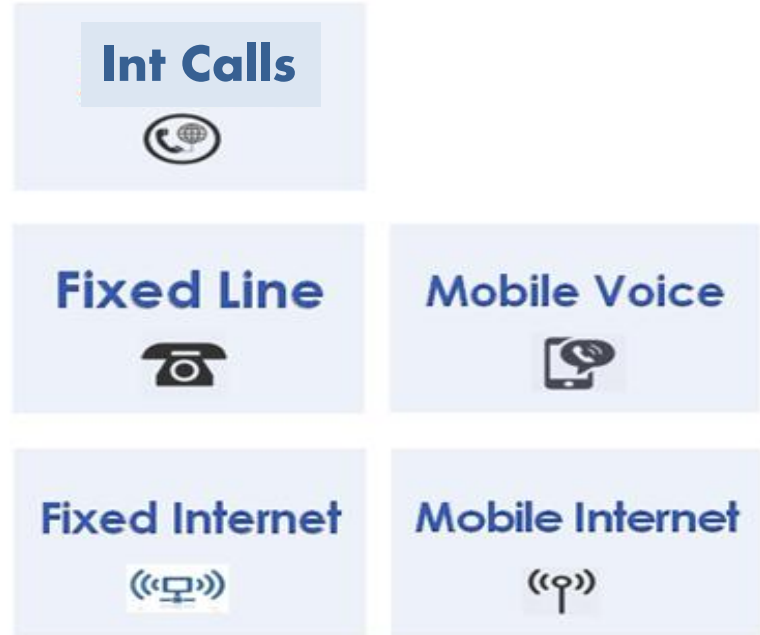 Int Calls
Fixed Line
Mobile Voice
Fixed Internet
Mobile Internet